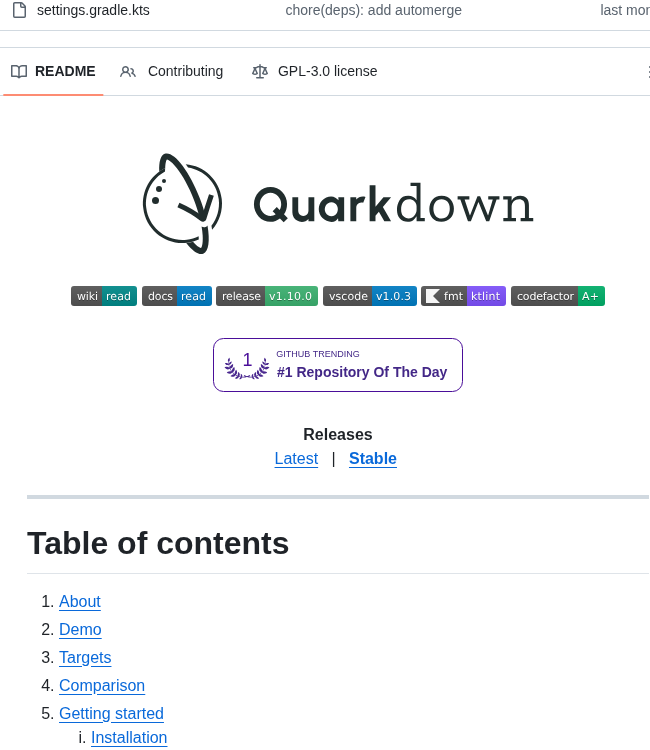 settings.gradle.kts chore(deps): add automerge last mor
README Contributing GPL-3.0 license
Quarkdown
wiki read docs read release v1.10.0 vscode v1.0.3 fmt ktlint codefactor A+
1 GITHUB TRENDING
#1 Repository Of The Day
Releases
Latest | Stable
Table of contents
1. About
2. Demo
3. Targets
4. Comparison
5. Getting started
i. Installation